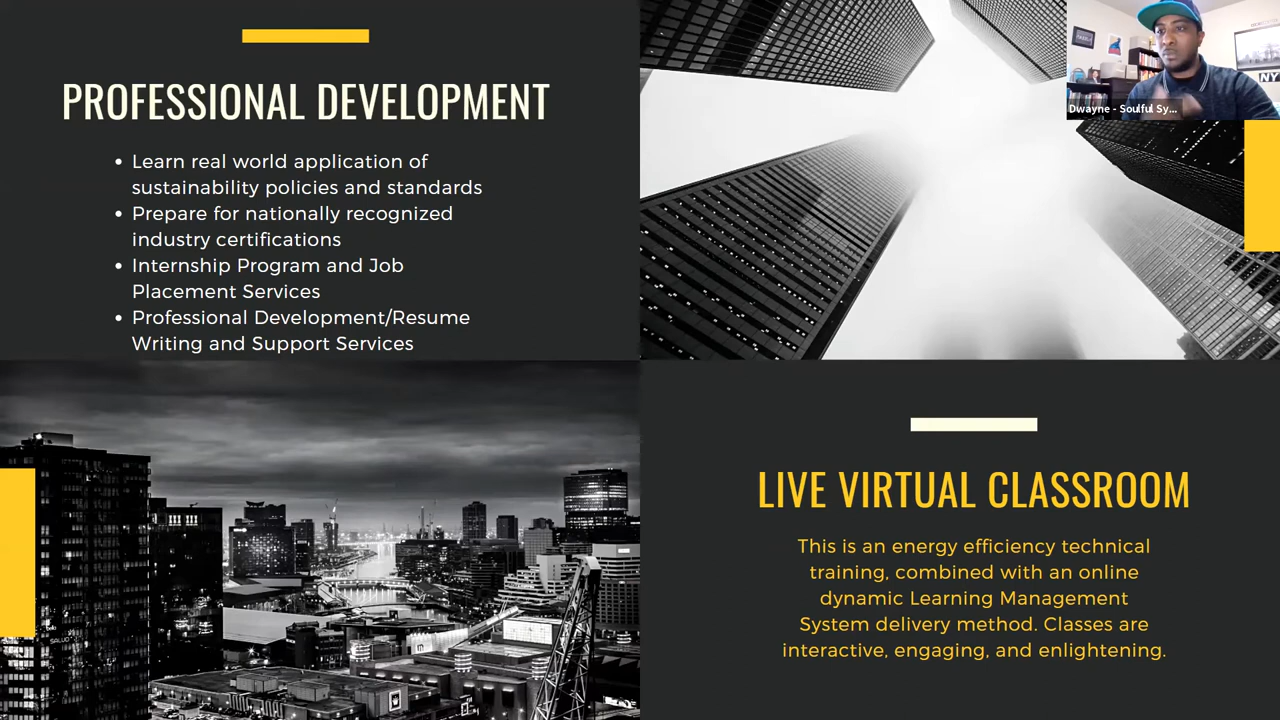 PROFESSIONAL DEVELOPMENT
• Learn real world application of
sustainability policies and standards
• Prepare for nationally recognized
industry certifications
• Internship Program and Job
Placement Services
• Professional Development/Resume
Writing and Support Services
Dwayne - Soulful Sy...
NY
LIVE VIRTUAL CLASSROOM
This is an energy efficiency technical
training, combined with an online
dynamic Learning Management
System delivery method. Classes are
interactive, engaging, and enlightening.